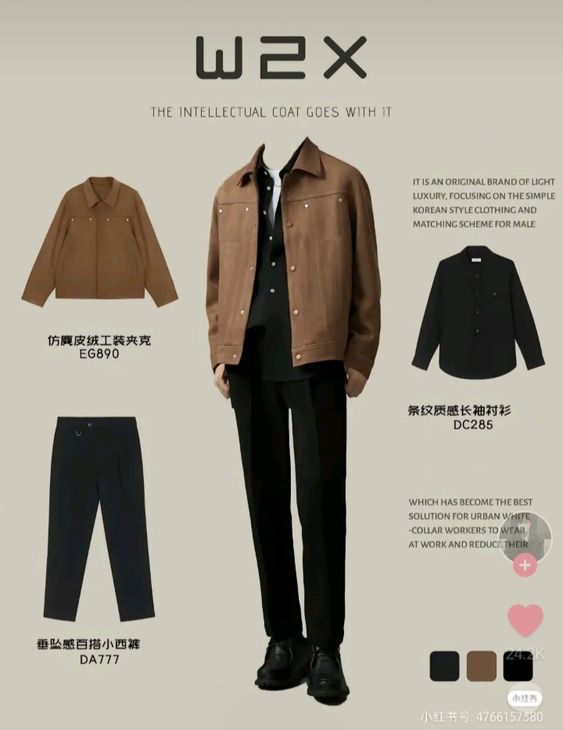 W2X
THE INTELLECTUAL COAT GOES WITH IT
IT IS AN ORIGINAL BRAND OF LIGHT
LUXURY, FOCUSING ON THE SIMPLE
KOREAN STYLE CLOTHING AND
MATCHING SCHEME FOR MALE
仿麂皮绒工装夹克
EG890
条纹质感长袖衬衫
DC285
WHICH HAS BECOME THE BEST
SOLUTION FOR URBAN WHITE
-COLLAR WORKERS TO WEAR
AT WORK AND REDUCE THEIR
垂坠感百搭小西裤
DA777
24.2K
小红书
小红书号 4766157580